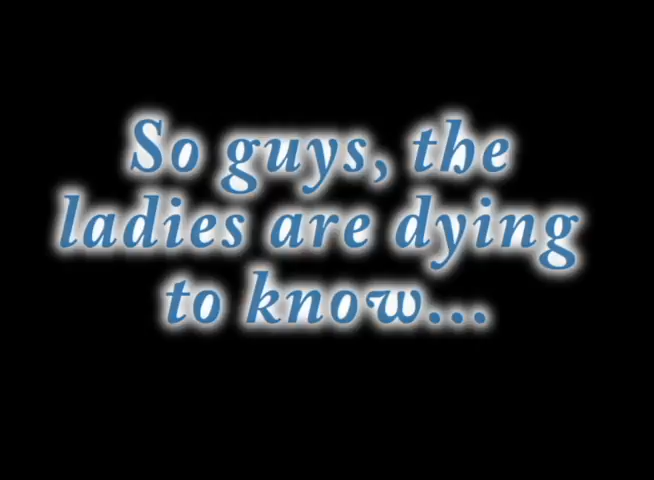 So guys, the
ladies are dying
to know...